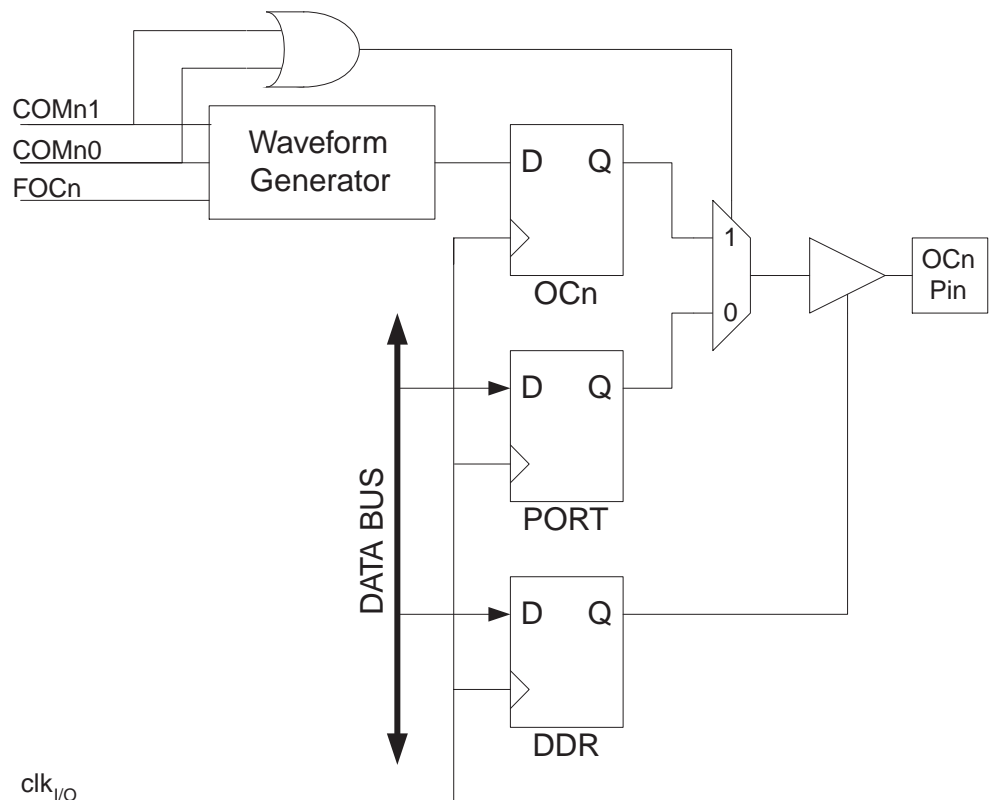 COMn1
COMn0
FOCn
Waveform
Generator
D Q
OCn
1
0
OCn
Pin
D Q
PORT
DATA BUS
D Q
DDR
clkI/O